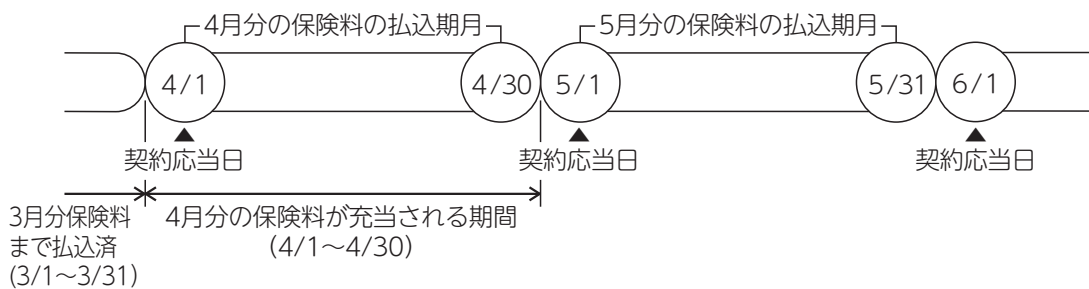 4月分の保険料の払込期月
5月分の保険料の払込期月
4/1
4/30
5/1
5/31
6/1
契約応当日
契約応当日
契約応当日
3月分保険料
まで払込済
(3/1〜3/31)
4月分の保険料が充当される期間
(4/1〜4/30)